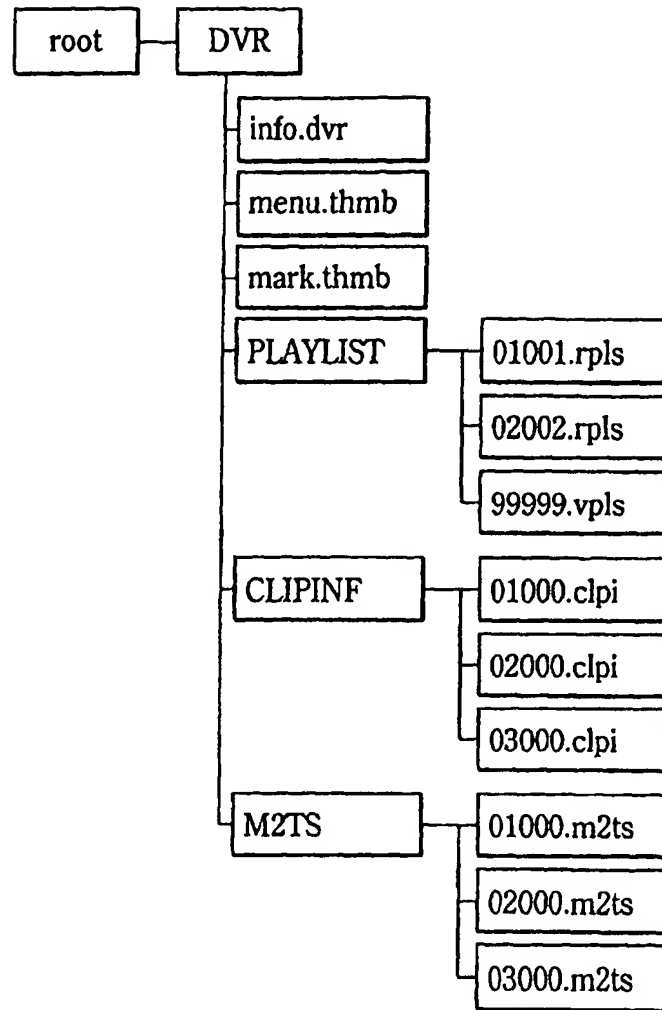 root
DVR
info.dvr
menu.thmb
mark.thmb
PLAYLIST
01001.rpls
02002.rpls
99999.vpls
CLIPINF
01000.clpi
02000.clpi
03000.clpi
M2TS
01000.m2ts
02000.m2ts
03000.m2ts